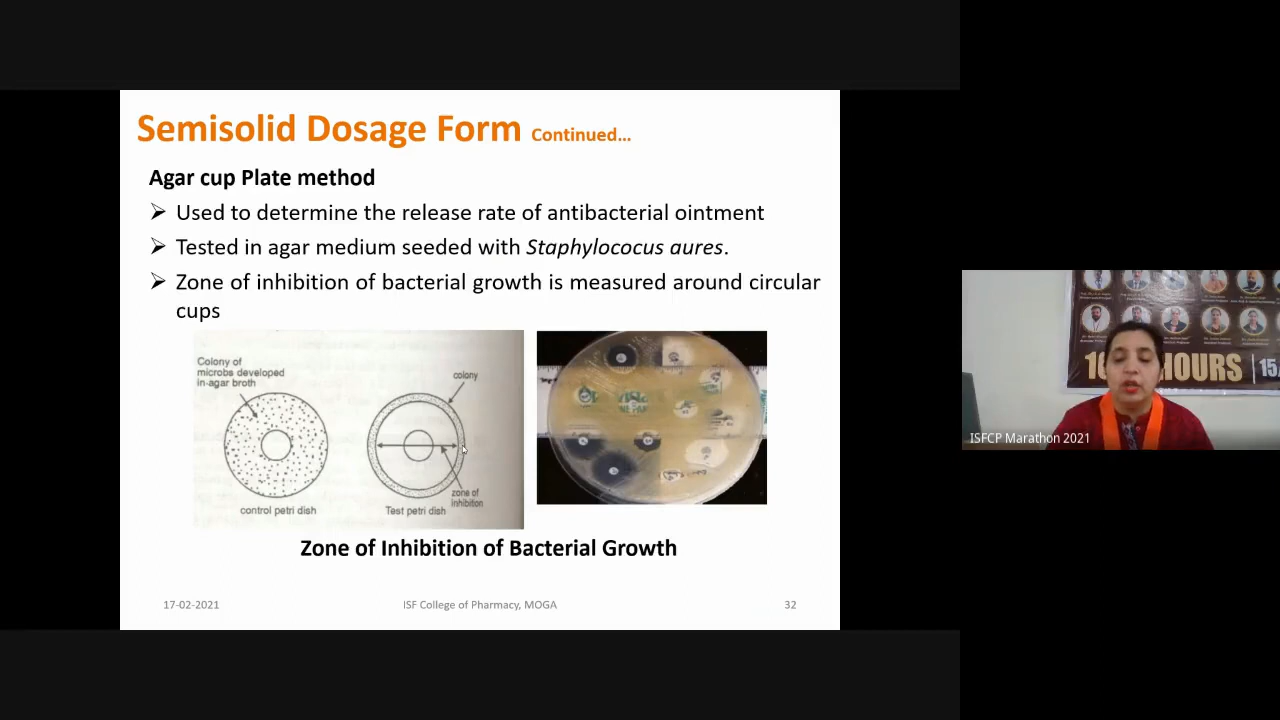 Semisolid Dosage Form Continued...
Agar cup Plate method
➢ Used to determine the release rate of antibacterial ointment
➢ Tested in agar medium seeded with Staphylococus aures.
➢ Zone of inhibition of bacterial growth is measured around circular
cups
Colony of
microbs developed
in-agar broth
colony
zone of
inhibition
control petri dish
Test petri dish
Zone of Inhibition of Bacterial Growth
17-02-2021
ISF College of Pharmacy, MOGA
32
HOURS
15
ISFCP Marathon 2021